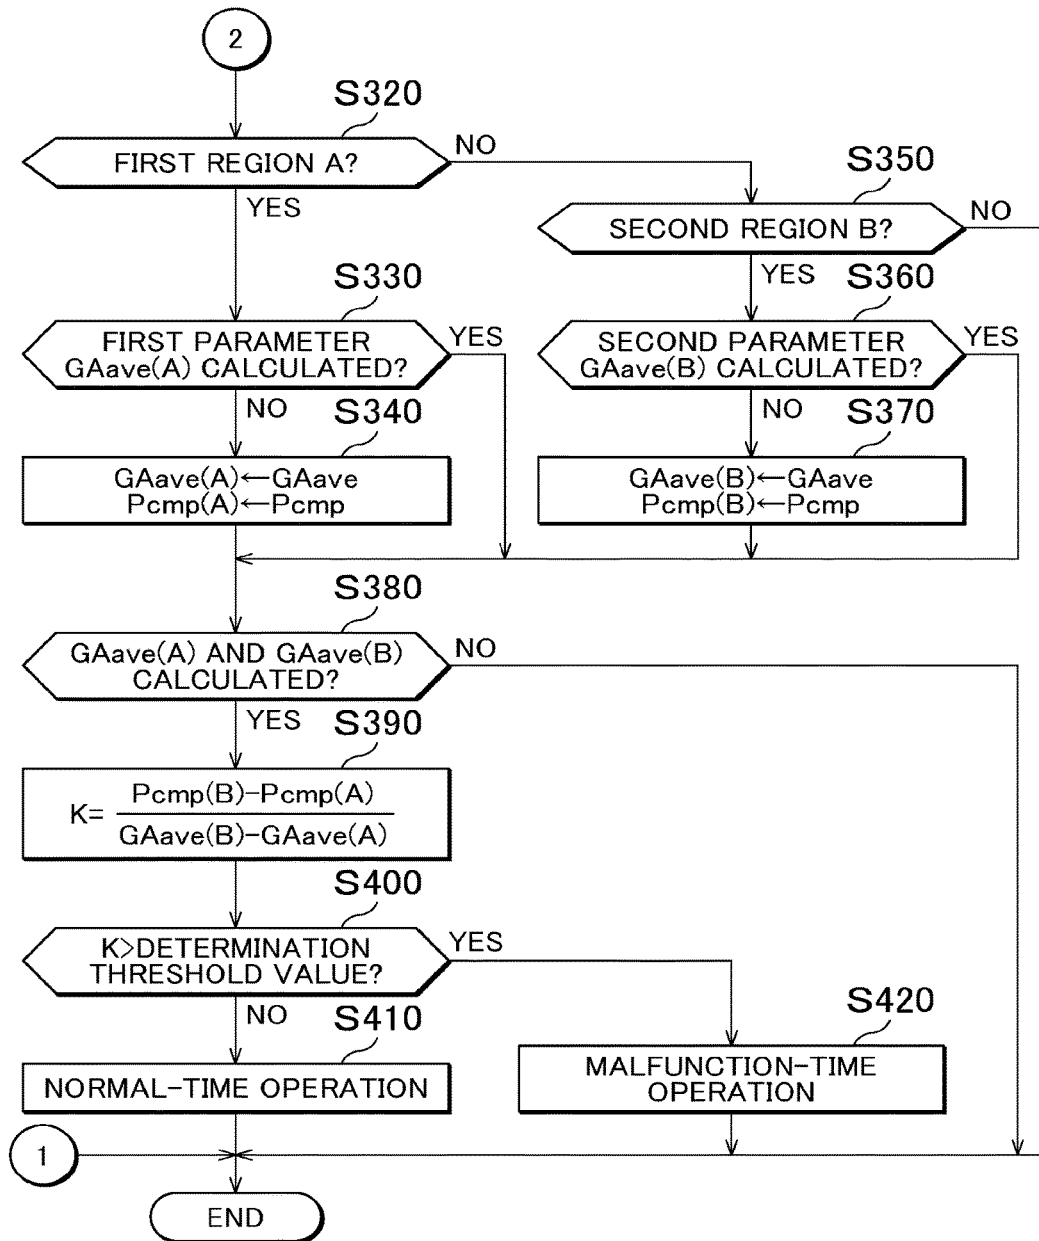 2
S320
FIRST REGION A?
NO
YES
S350
SECOND REGION B?
NO
YES
S330
FIRST PARAMETER
GAave(A) CALCULATED?
YES
NO
S360
SECOND PARAMETER
GAave(B) CALCULATED?
YES
NO
S340
GAave(A)←GAave
Pcmp(A)←Pcmp
S370
GAave(B)←GAave
Pcmp(B)←Pcmp
S380
GAave(A) AND GAave(B)
CALCULATED?
NO
YES
S390
Pcmp(B)-Pcmp(A)
K=
GAave(B)-GAave(A)
S400
K>DETERMINATION
THRESHOLD VALUE?
YES
NO
S410
NORMAL-TIME OPERATION
S420
MALFUNCTION-TIME
OPERATION
1
END